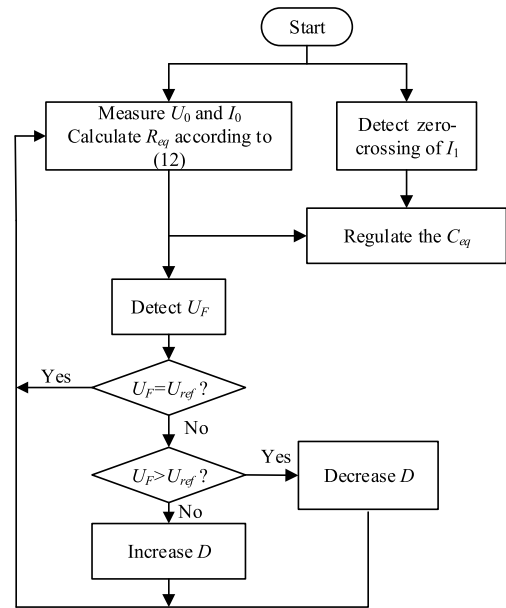 Start
Measure U0 and I0
Calculate Req according to
(12)
Detect zero-
crossing of I1
Regulate the Ceq
Detect UF
Yes
UF=Uref ?
No
UF>Uref ?
Yes
Decrease D
No
Increase D